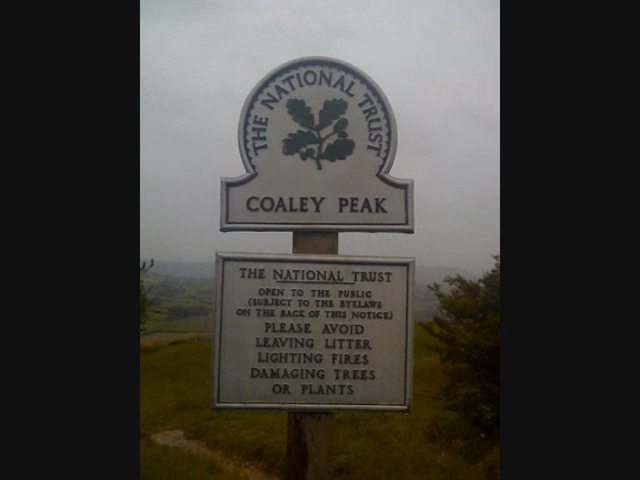 THE NATIONAL TRUST
COALEY PEAK
THE NATIONAL TRUST
OPEN TO THE PUBLIC
(SUBJECT TO THE BYELAWS
ON THE BACK OF THIS NOTICE)
PLEASE AVOID
LEAVING LITTER
LIGHTING FIRES
DAMAGING TREES
OR PLANTS